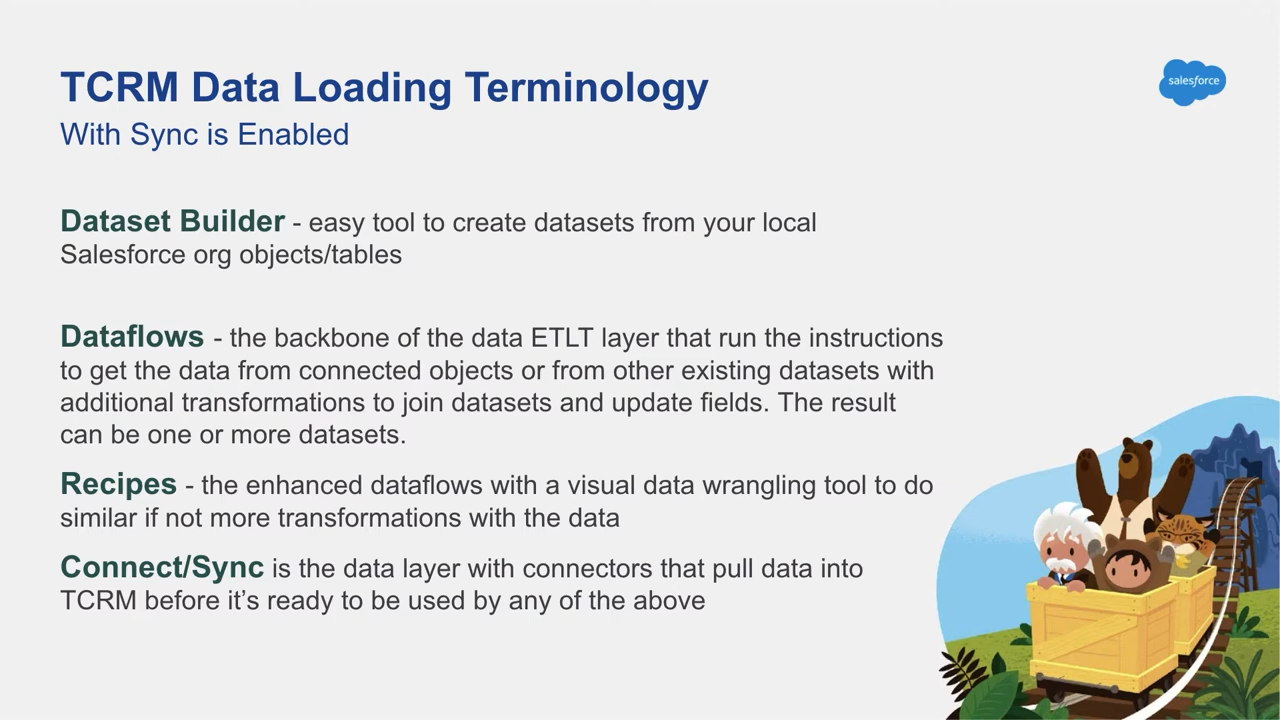 TCRM Data Loading Terminology
salesforce
With Sync is Enabled
Dataset Builder - easy tool to create datasets from your local
Salesforce org objects/tables
Dataflows - the backbone of the data ETLT layer that run the instructions
to get the data from connected objects or from other existing datasets with
additional transformations to join datasets and update fields. The result
can be one or more datasets.
Recipes - the enhanced dataflows with a visual data wrangling tool to do
similar if not more transformations with the data
Connect/Sync is the data layer with connectors that pull data into
TCRM before it’s ready to be used by any of the above